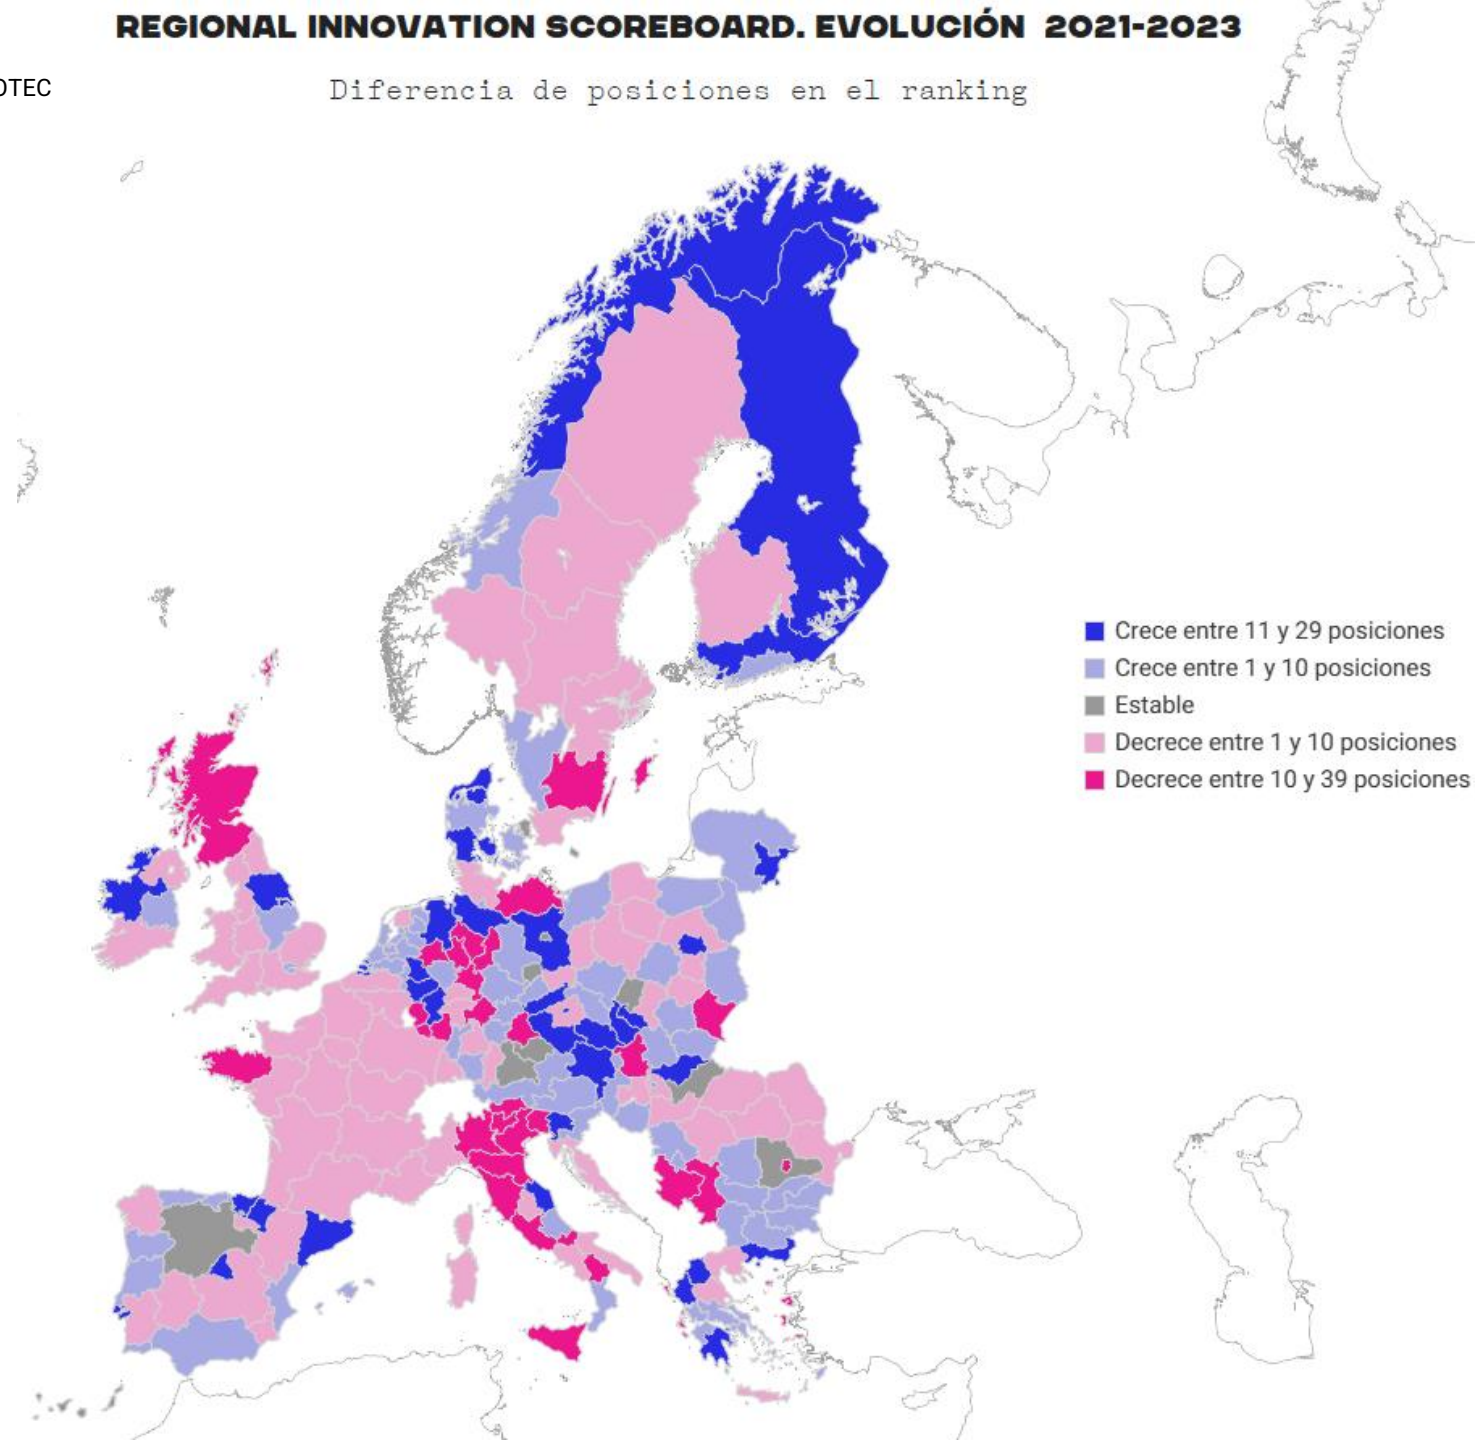 REGIONAL INNOVATION SCOREBOARD. EVOLUCIÓN 2021-2023
OTEC
Diferencia de posiciones en el ranking
Crece entre 11 y 29 posiciones
Crece entre 1 y 10 posiciones
Estable
Decrece entre 1 y 10 posiciones
Decrece entre 10 y 39 posiciones